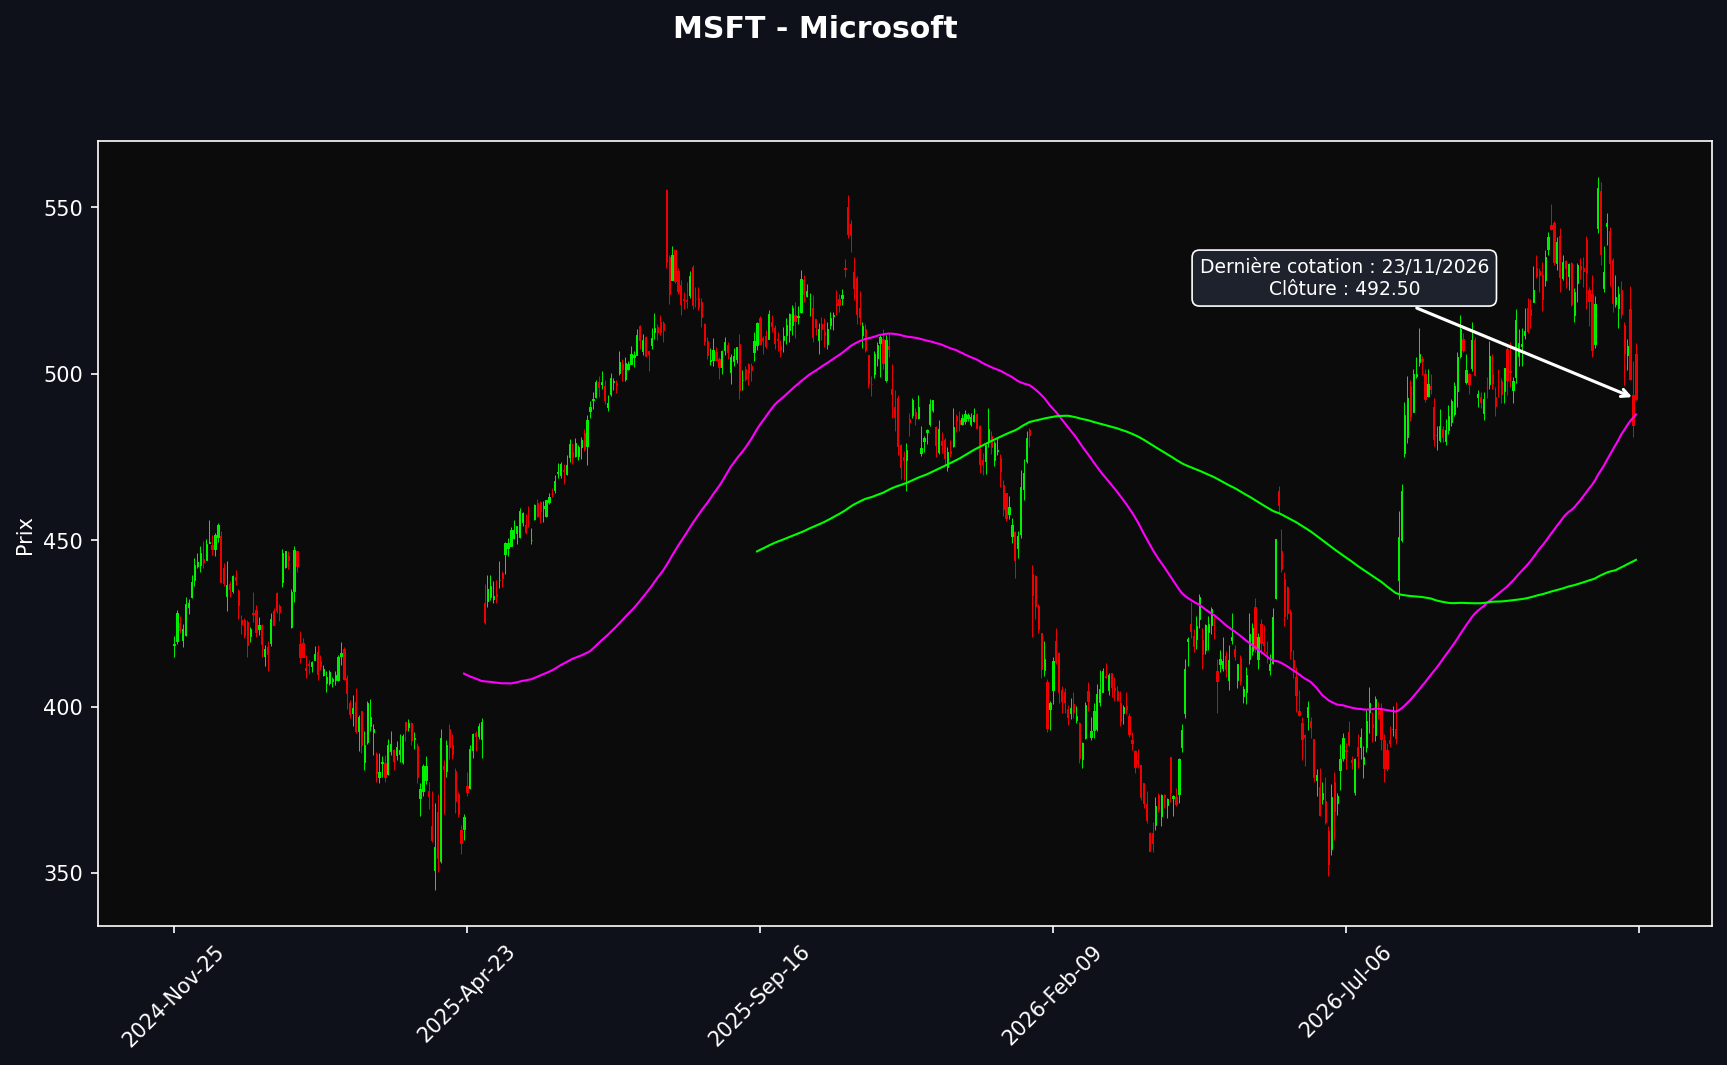 MSFT - Microsoft
Prix
550
500
450
400
350
Dernière cotation : 23/11/2026
Clôture : 492.50
2024-Nov-25
2025-Apr-23
2025-Sep-16
2026-Feb-09
2026-Jul-06